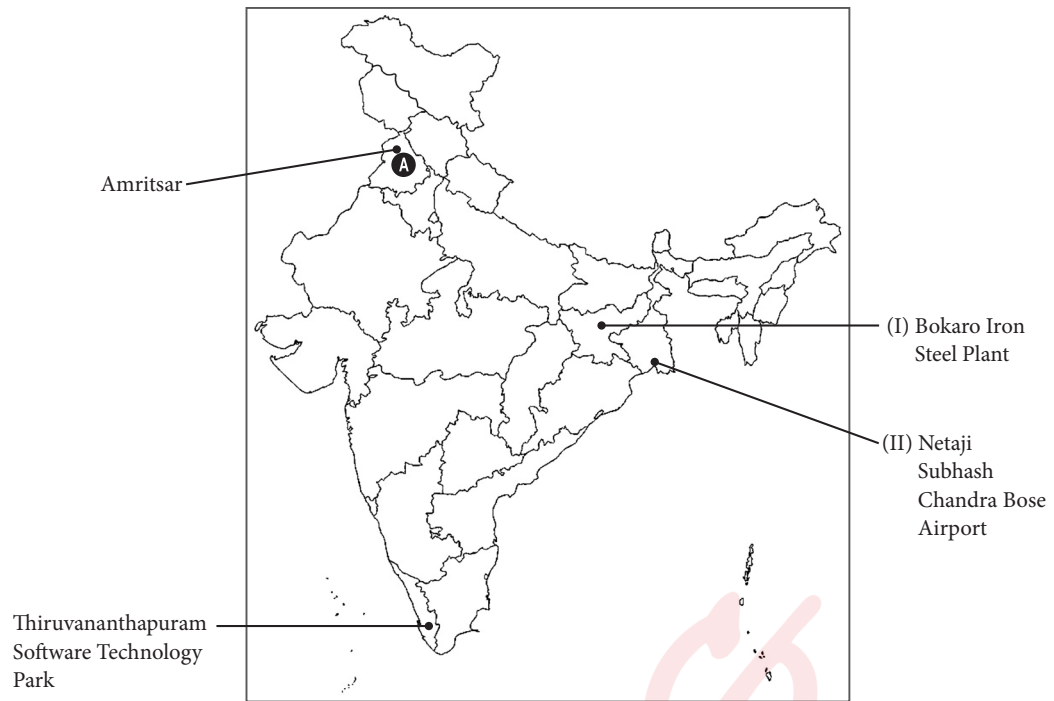 Amritsar
A
(I) Bokaro Iron
Steel Plant
(II) Netaji
Subhash
Chandra Bose
Airport
Thiruvananthapuram
Software Technology
Park